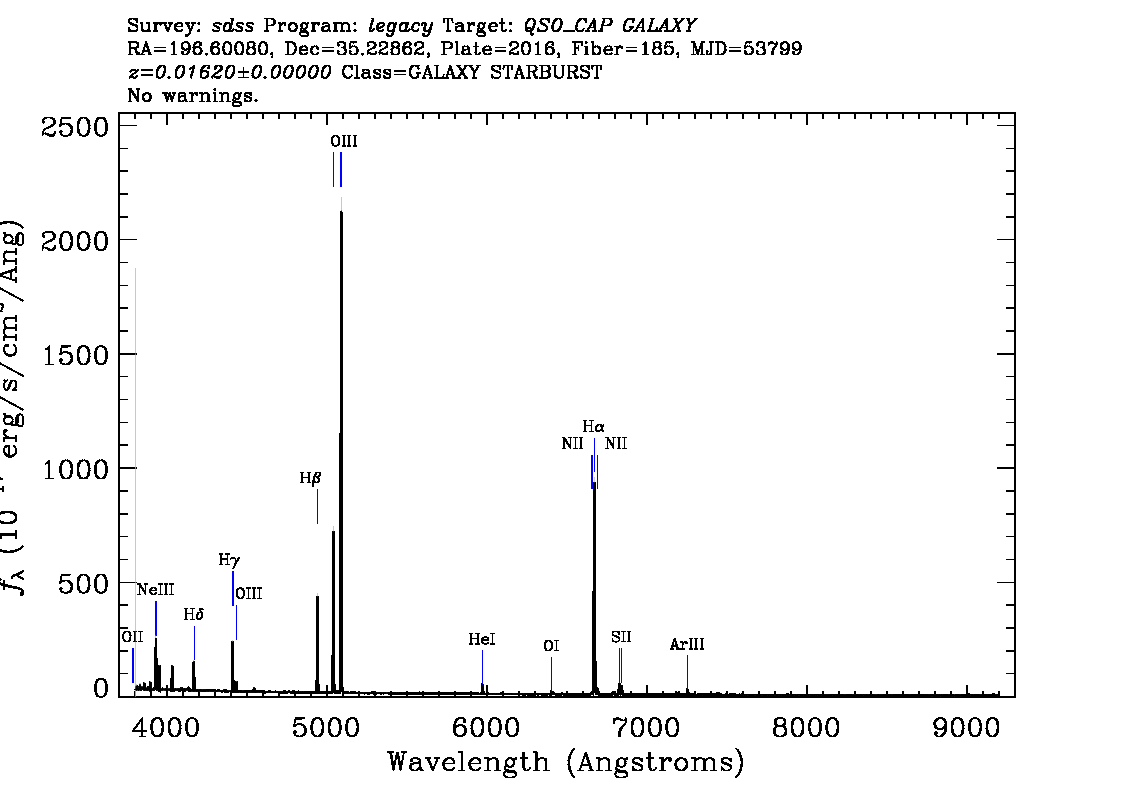 Survey: sdss Program: legacy Target: QSO_CAP GALAXY
RA=196.60080, Dec=35.22862, Plate=2016, Fiber=185, MJD=53799
z=0.01620±0.00000 Class=GALAXY STARBURST
No warnings.
2500
OIII
2000
1500
Hα
NII NII
1000
Hβ
Hγ
500
NeIII
OIII
Hδ
OII
HeI
OI
SII
ArIII
0
4000 5000 6000 7000 8000 9000
Wavelength (Angstroms)
erg/s/cm²/Ang)
fλ (10